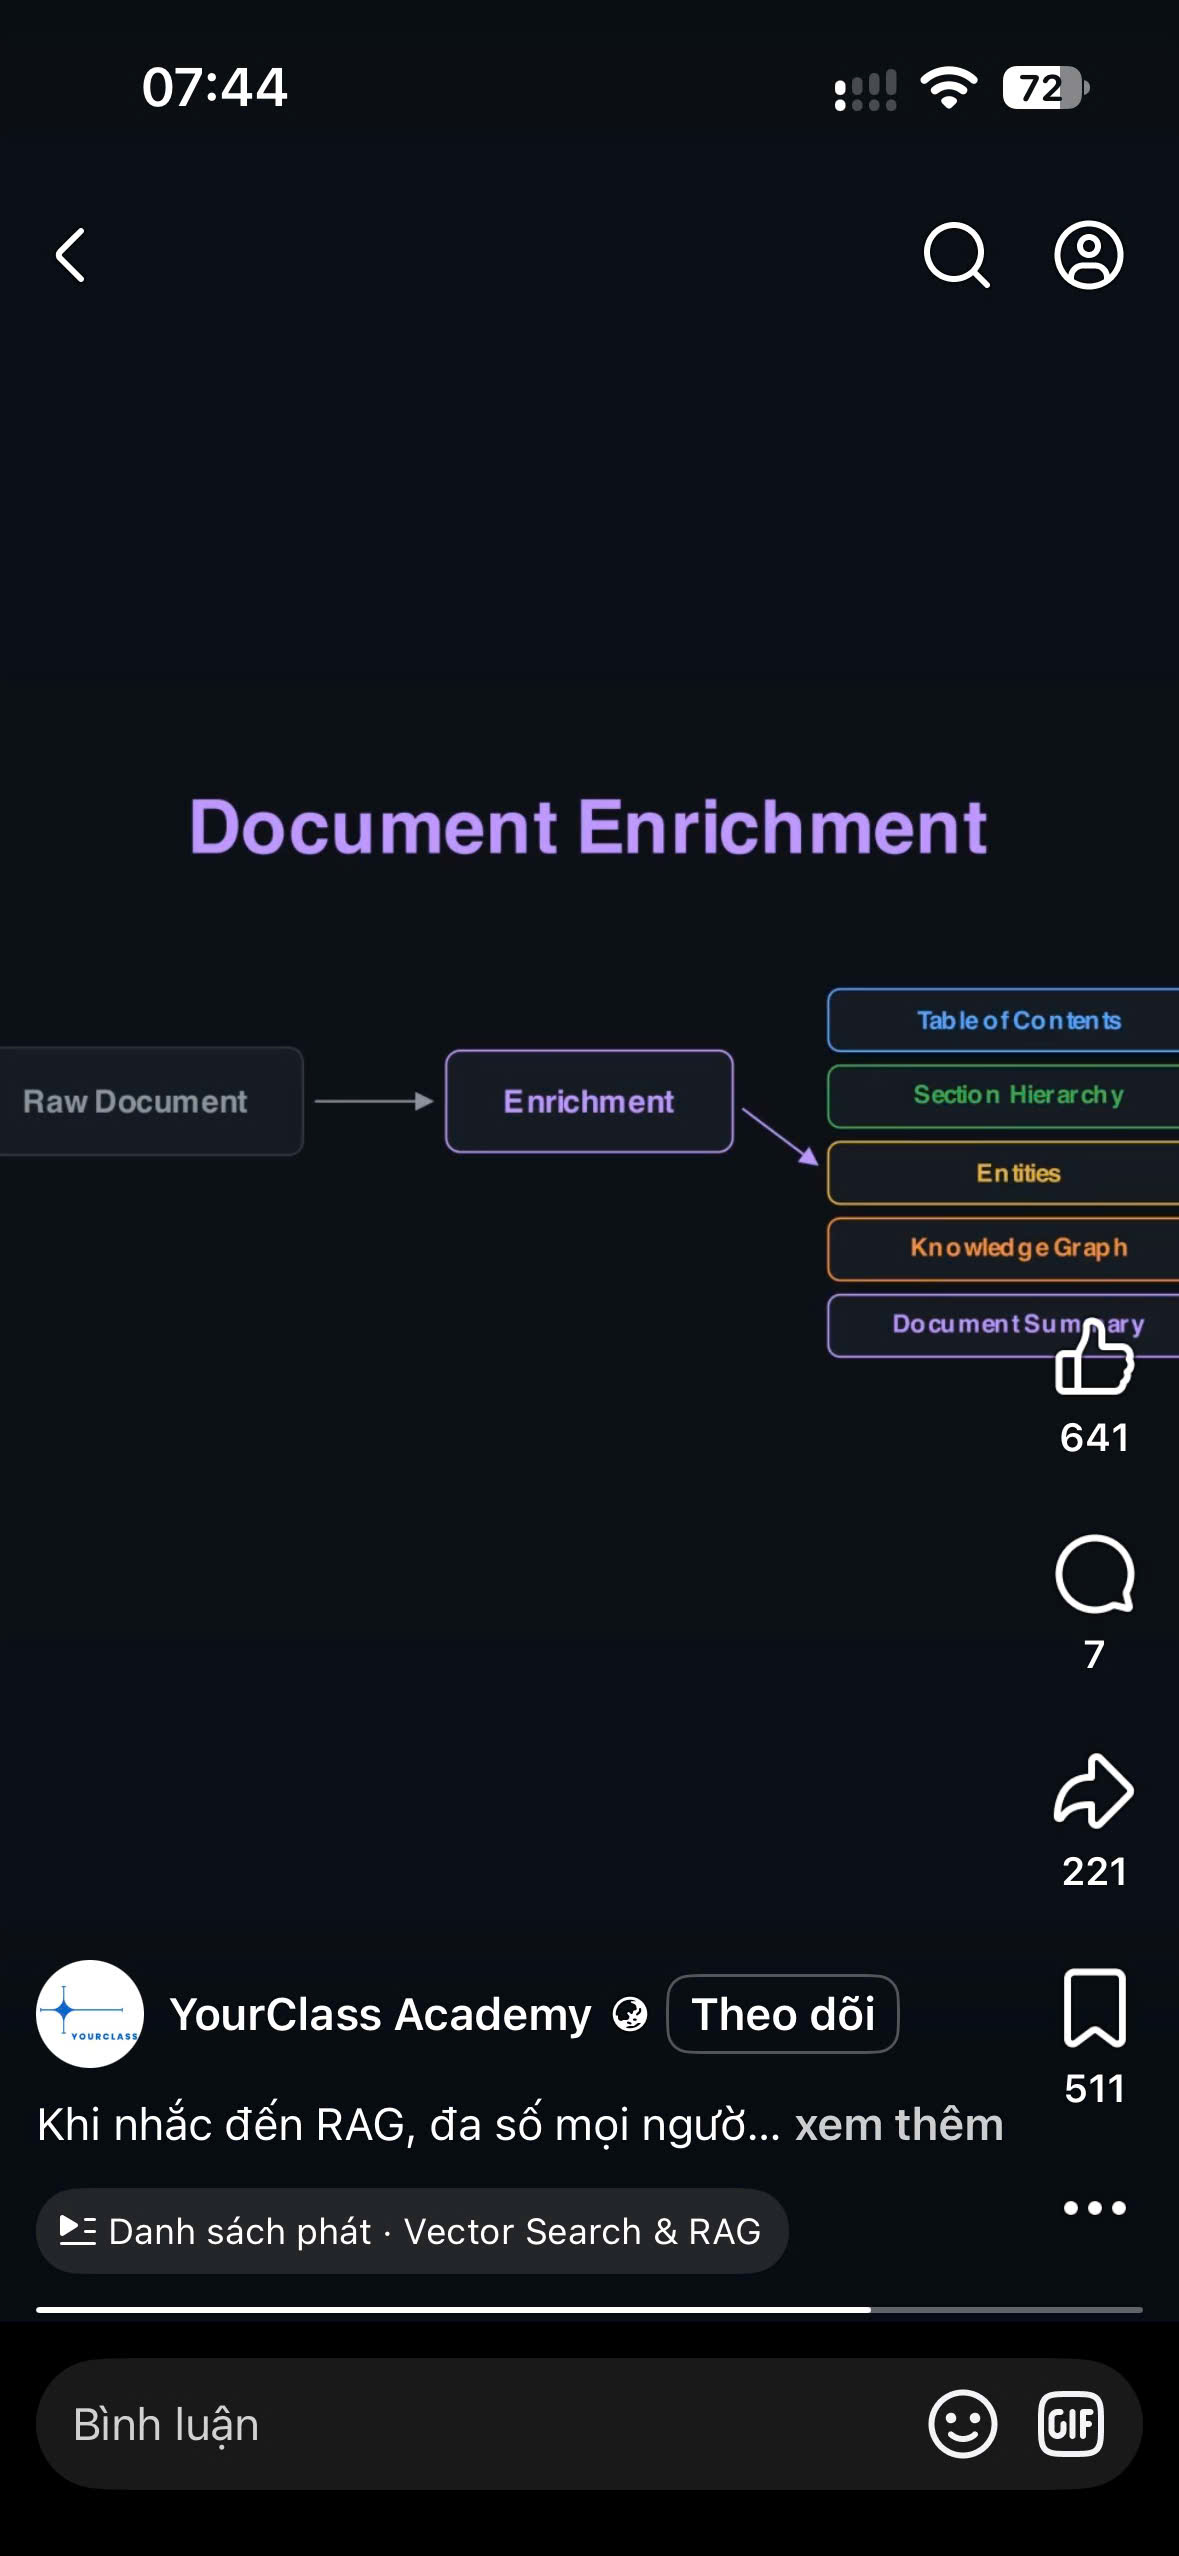 07:44
72
Document Enrichment
Raw Document
Enrichment
Table of Contents
Section Hierarchy
Entities
Knowledge Graph
Document Summary
641
7
221
YOURCLASS
YourClass Academy
Theo dõi
511
Khi nhắc đến RAG, đa số mọi ngườ... xem thêm
Danh sách phát · Vector Search & RAG
Bình luận
GIF